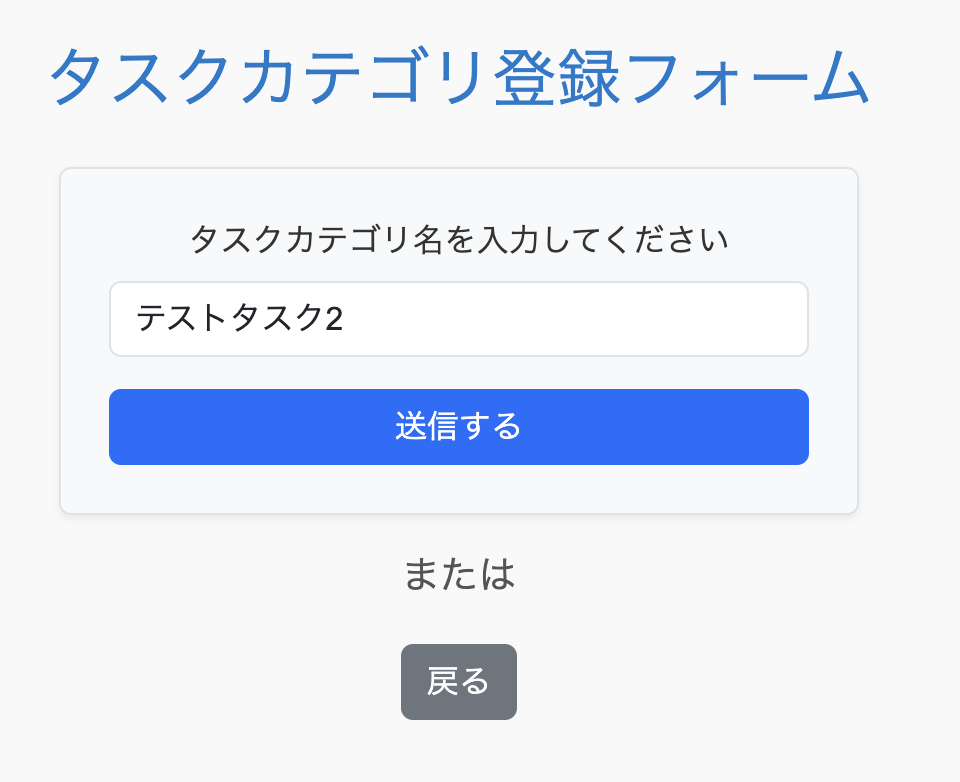 タスクカテゴリ登録フォーム
タスクカテゴリ名を入力してください
テストタスク2
送信する
または
戻る